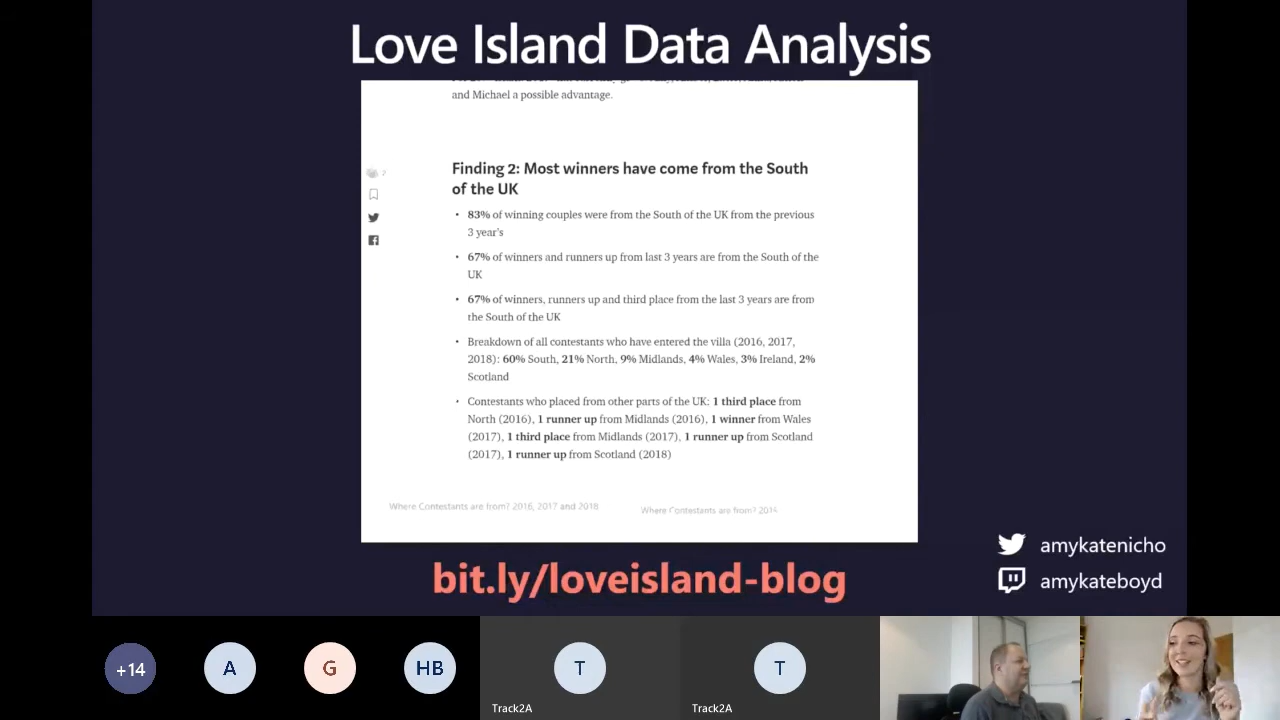 Love Island Data Analysis
and Michael a possible advantage.
Finding 2: Most winners have come from the South
of the UK
7
• 83% of winning couples were from the South of the UK from the previous
3 year's
• 67% of winners and runners up from last 3 years are from the South of the
UK
• 67% of winners, runners up and third place from the last 3 years are from
the South of the UK
• Breakdown of all contestants who have entered the villa (2016, 2017,
2018): 60% South, 21% North, 9% Midlands, 4% Wales, 3% Ireland, 2%
Scotland
• Contestants who placed from other parts of the UK: 1 third place from
North (2016), 1 runner up from Midlands (2016), 1 winner from Wales
(2017), 1 third place from Midlands (2017), 1 runner up from Scotland
(2017), 1 runner up from Scotland (2018)
Where Contestants are from? 2016, 2017 and 2018
Where Contestants are from?
bit.ly/loveisland-blog
amykatenicho
amykateboyd
+14
A
G
HB
T
T
Track2A
Track2A